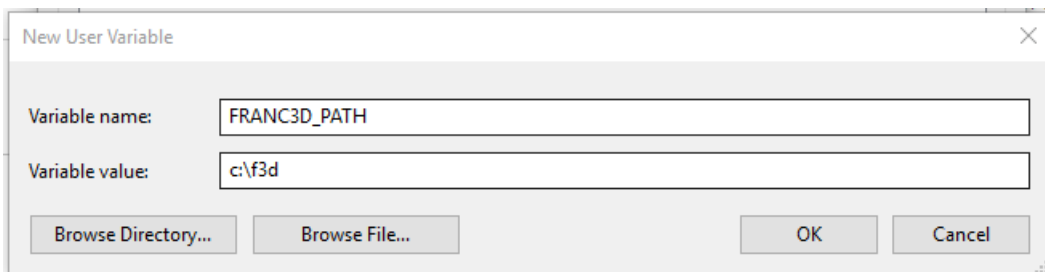 New User Variable
Variable name: FRANC3D_PATH
Variable value: c:\f3d
Browse Directory... Browse File... OK Cancel